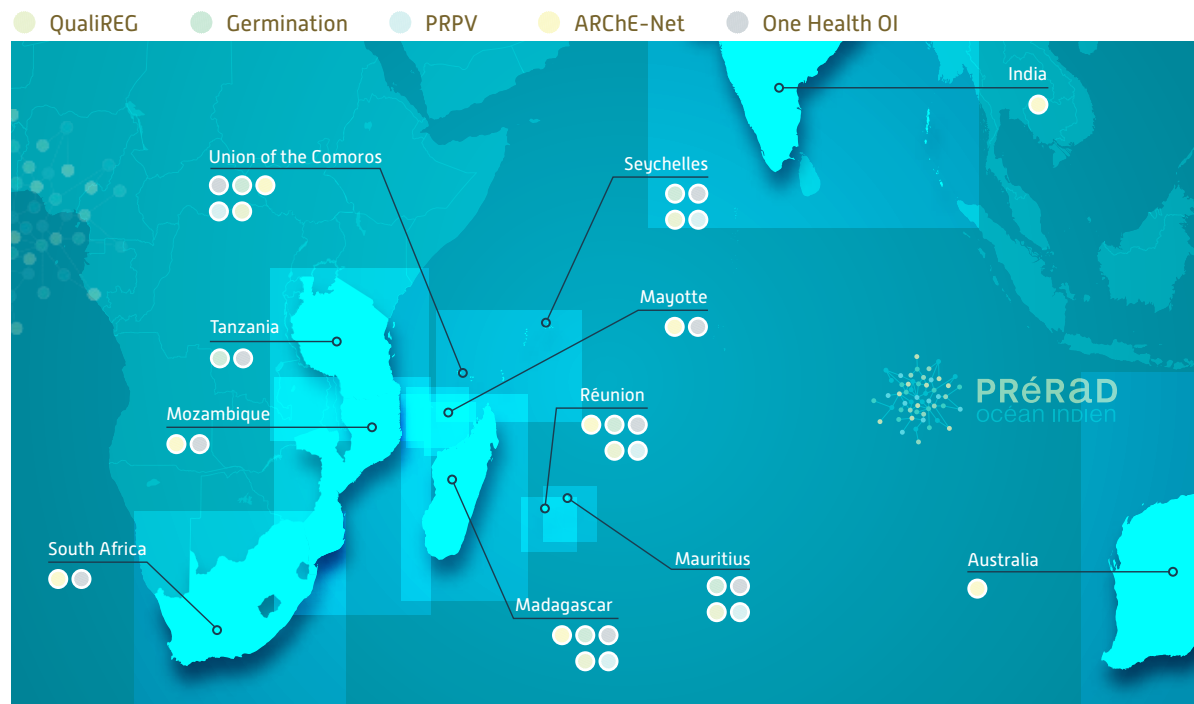 QualiREG Germination PRPV ARChE-Net One Health OI
India
Union of the Comoros
Seychelles
Mayotte
Tanzania
Réunion
Mozambique
PRéRaD
océan indien
South Africa
Mauritius
Australia
Madagascar